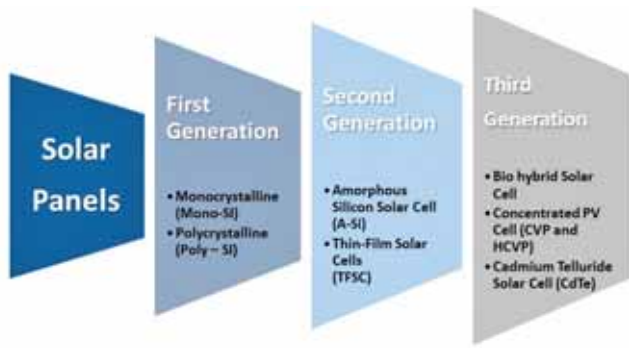 Solar
Panels
First
Generation
• Monocrystalline
(Mono-SI)
• Polycrystalline
(Poly – SI)
Second
Generation
• Amorphous
Silicon Solar Cell
(A-Si)
• Thin-Film Solar
Cells
(TFSC)
Third
Generation
• Bio hybrid Solar
Cell
• Concentrated PV
Cell (CVP and
HCVP)
• Cadmium Telluride
Solar Cell (CdTe)